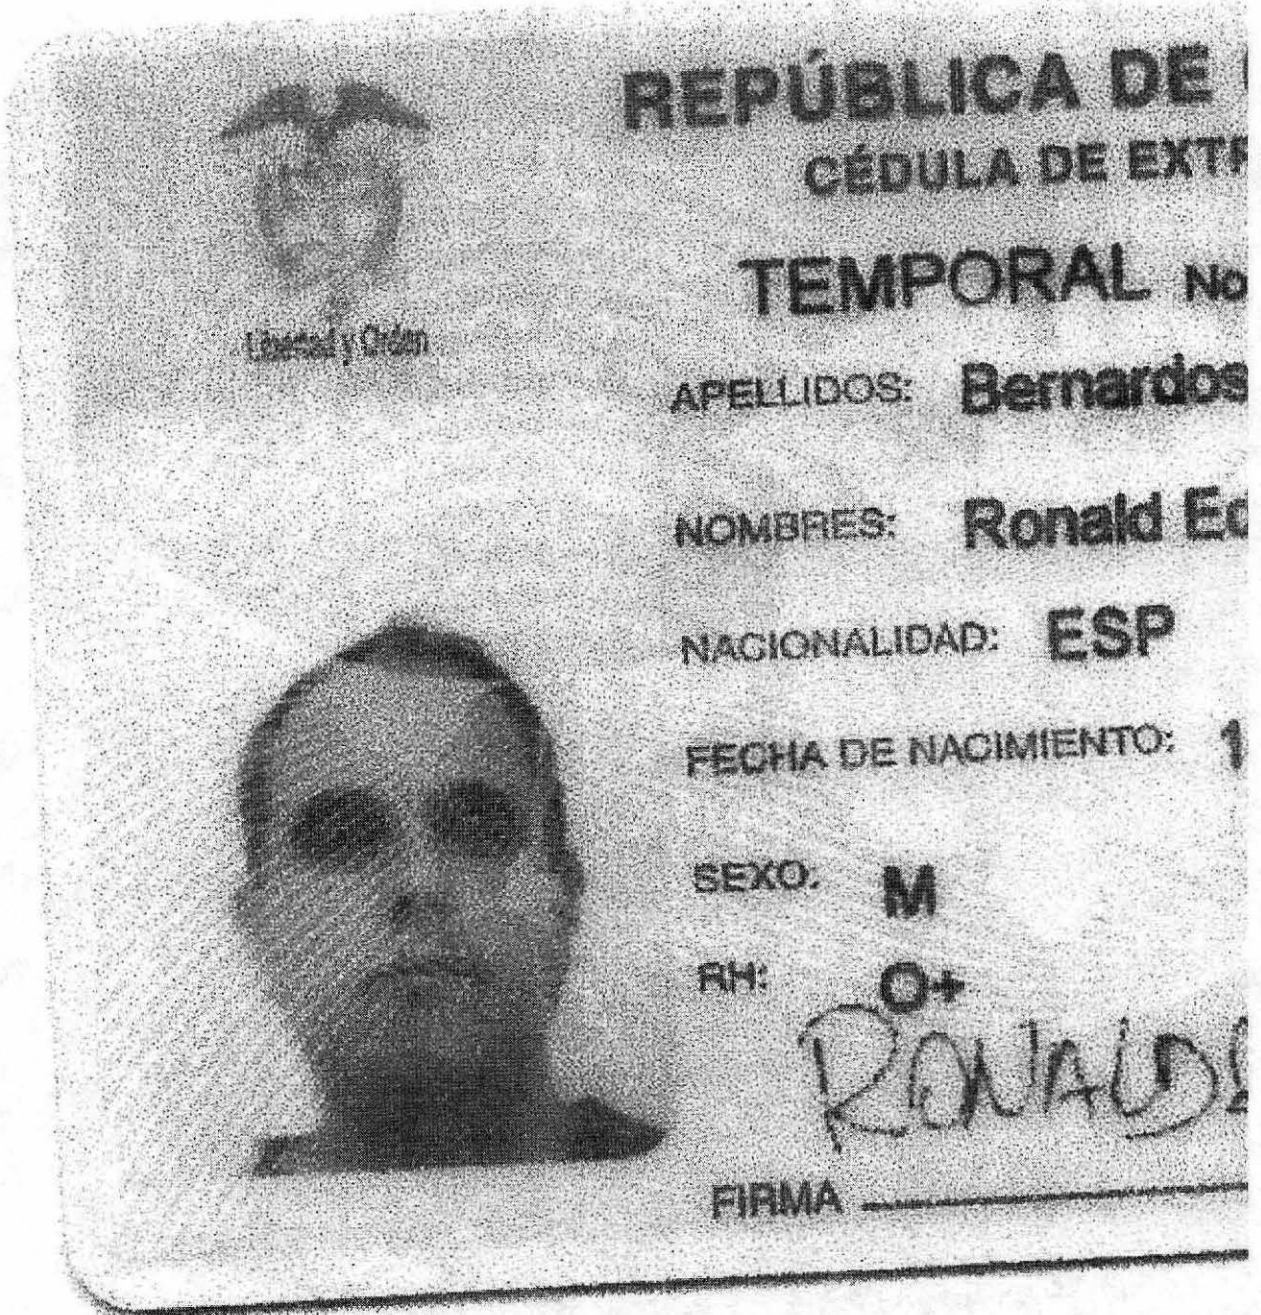 REPÚBLICA DE
CÉDULA DE EXTR
TEMPORAL No
Libertad y Orden
APELLIDOS: Bernardos
NOMBRES: Ronald Ed
NACIONALIDAD: ESP
FECHA DE NACIMIENTO: 1
SEXO: M
RH: O+
RONALD
FIRMA